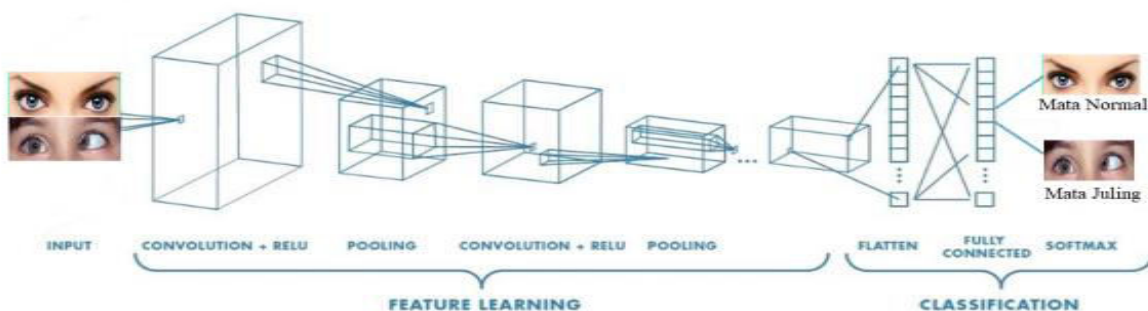 Mata Normal
Mata Juling
INPUT
CONVOLUTION + RELU
POOLING
CONVOLUTION + RELU
POOLING
FLATTEN
FULLY
CONNECTED
SOFTMAX
FEATURE LEARNING
CLASSIFICATION